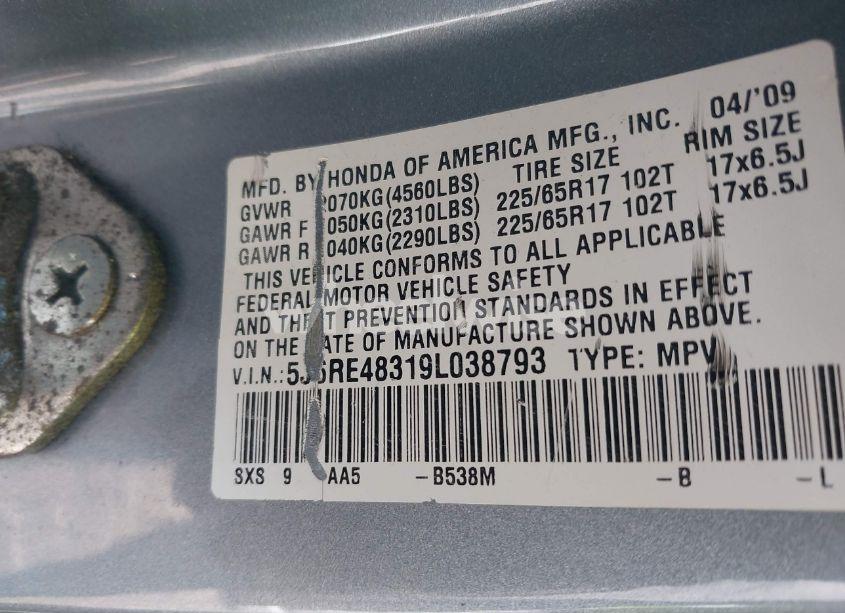 MFD. BY HONDA OF AMERICA MFG., INC. 04/'09
GVWR 2070KG(4560LBS) TIRE SIZE RIM SIZE
GAWR F 1050KG(2310LBS) 225/65R17 102T 17x6.5J
GAWR R 1040KG(2290LBS) 225/65R17 102T 17x6.5J
THIS VEHICLE CONFORMS TO ALL APPLICABLE
FEDERAL MOTOR VEHICLE SAFETY
AND THEFT PREVENTION STANDARDS IN EFFECT
ON THE DATE OF MANUFACTURE SHOWN ABOVE.
V.I.N.: 5J6RE48319L038793 TYPE: MPV
SXS 9 AA5 -B538M -B -L